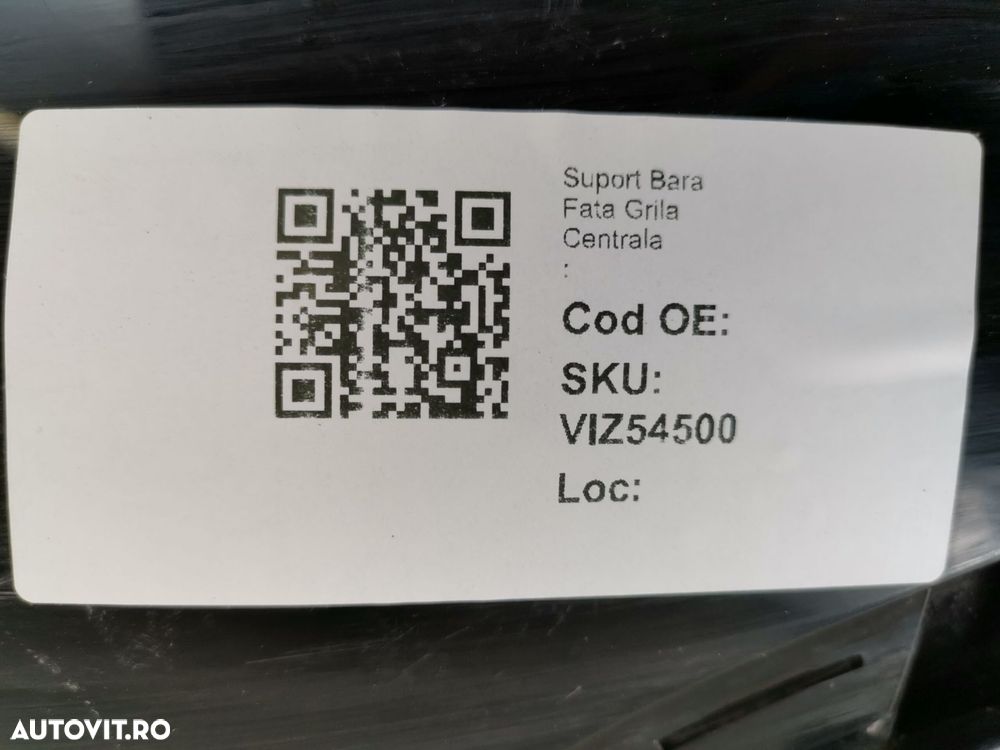 Suport Bara
Fata Grila
Centrala
:
Cod OE:
SKU:
VIZ54500
Loc:
AUTOVIT.RO